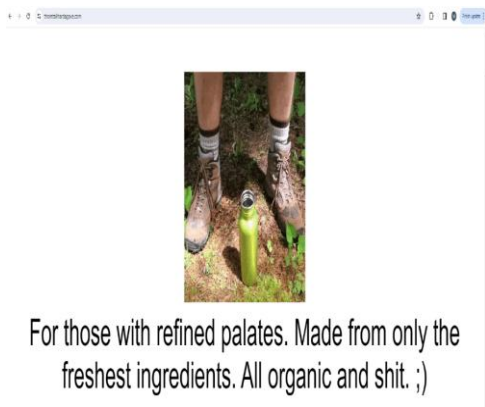 For those with refined palates. Made from only the
freshest ingredients. All organic and shit. ;)